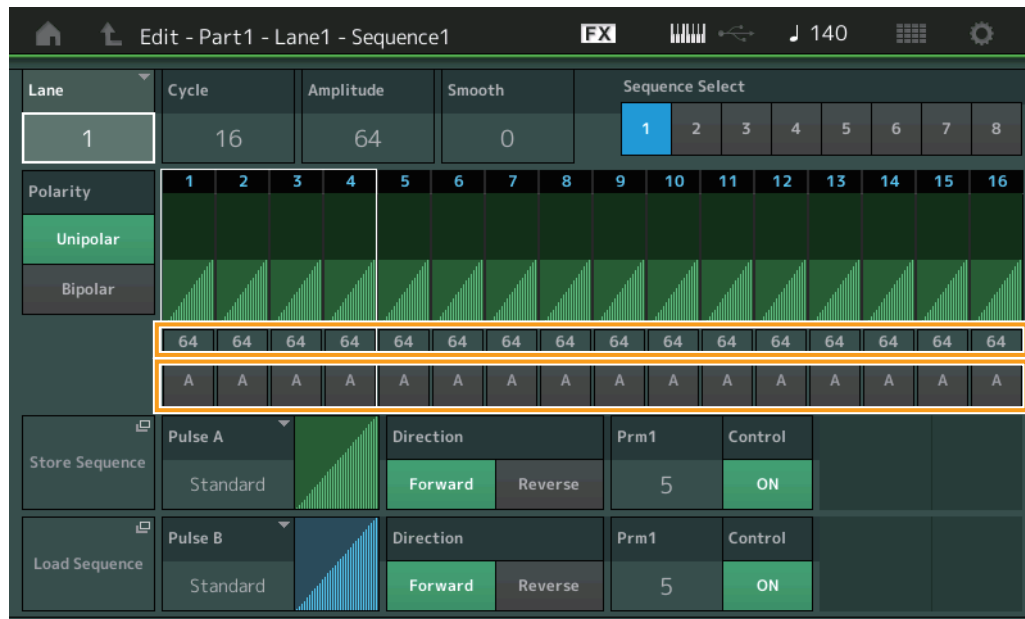 Edit - Part1 - Lane1 - Sequence1 FX 140
Lane Cycle Amplitude Smooth Sequence Select
1 16 64 0 1 2 3 4 5 6 7 8
Polarity 1 2 3 4 5 6 7 8 9 10 11 12 13 14 15 16
Unipolar
Bipolar
64 64 64 64 64 64 64 64 64 64 64 64 64 64 64 64
A A A A A A A A A A A A A A A A
Store Sequence Pulse A Direction Prm1 Control
Standard Forward Reverse 5 ON
Load Sequence Pulse B Direction Prm1 Control
Standard Forward Reverse 5 ON